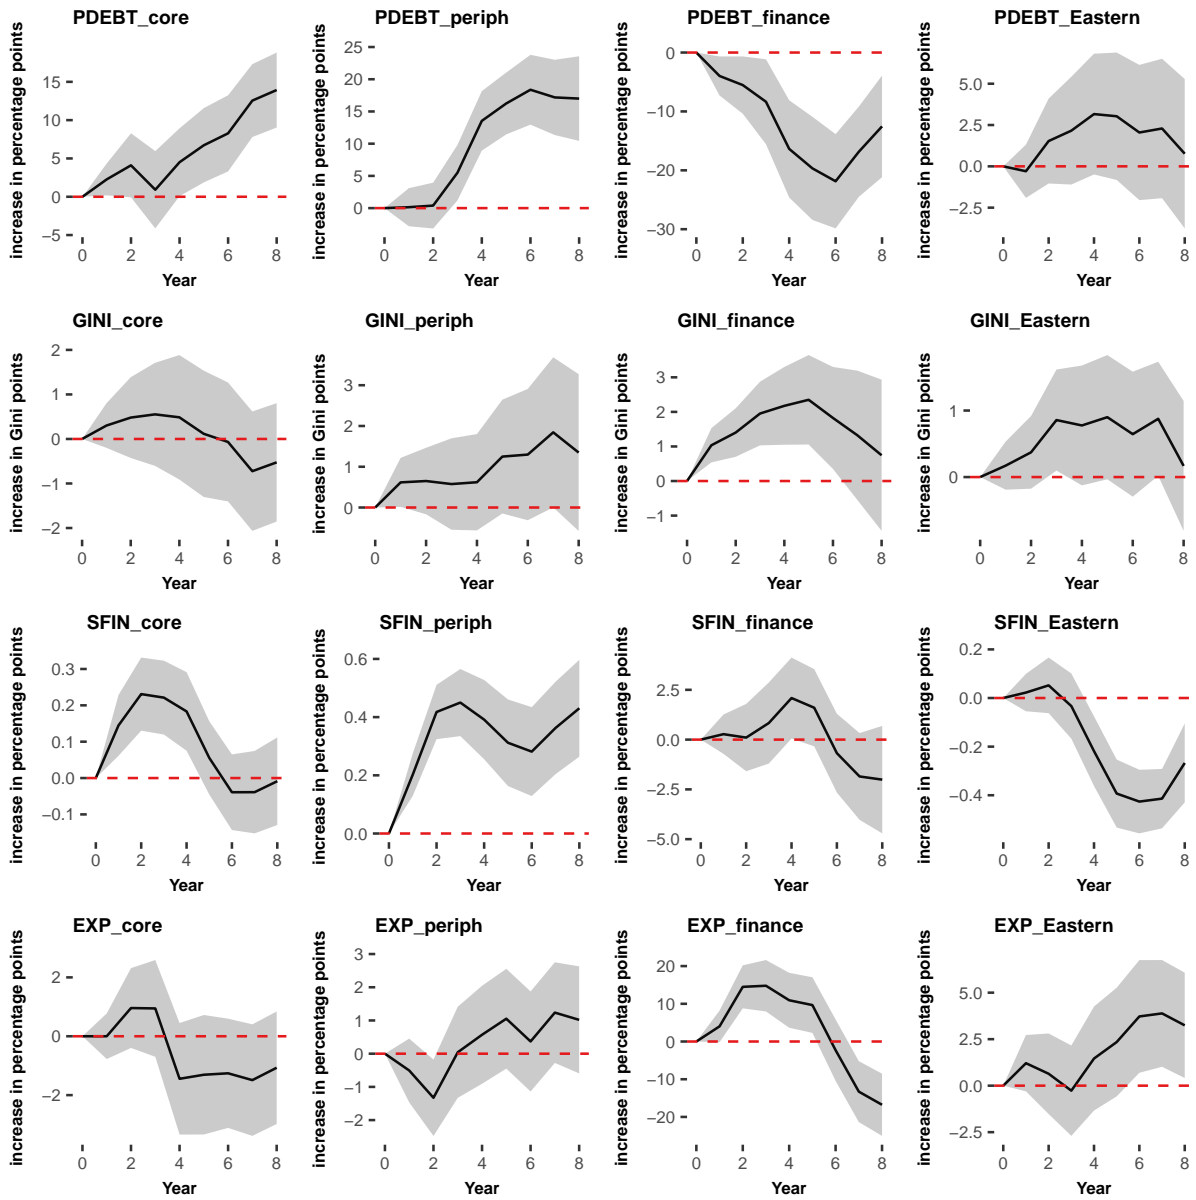 PDEBT_core
increase in percentage points
15
10
5
0
−5
0 2 4 6 8
Year
PDEBT_periph
increase in percentage points
25
20
15
10
5
0
0 2 4 6 8
Year
PDEBT_finance
increase in percentage points
0
−10
−20
−30
0 2 4 6 8
Year
PDEBT_Eastern
increase in percentage points
5.0
2.5
0.0
−2.5
0 2 4 6 8
Year
GINI_core
increase in Gini points
2
1
0
−1
−2
0 2 4 6 8
Year
GINI_periph
increase in Gini points
3
2
1
0
0 2 4 6 8
Year
GINI_finance
increase in Gini points
3
2
1
0
−1
0 2 4 6 8
Year
GINI_Eastern
increase in Gini points
1
0
0 2 4 6 8
Year
SFIN_core
increase in percentage points
0.3
0.2
0.1
0.0
−0.1
0 2 4 6 8
Year
SFIN_periph
increase in percentage points
0.6
0.4
0.2
0.0
0 2 4 6 8
Year
SFIN_finance
increase in percentage points
2.5
0.0
−2.5
−5.0
0 2 4 6 8
Year
SFIN_Eastern
increase in percentage points
0.2
0.0
−0.2
−0.4
0 2 4 6 8
Year
EXP_core
increase in percentage points
2
0
−2
0 2 4 6 8
Year
EXP_periph
increase in percentage points
3
2
1
0
−1
−2
0 2 4 6 8
Year
EXP_finance
increase in percentage points
20
10
0
−10
−20
0 2 4 6 8
Year
EXP_Eastern
increase in percentage points
5.0
2.5
0.0
−2.5
0 2 4 6 8
Year